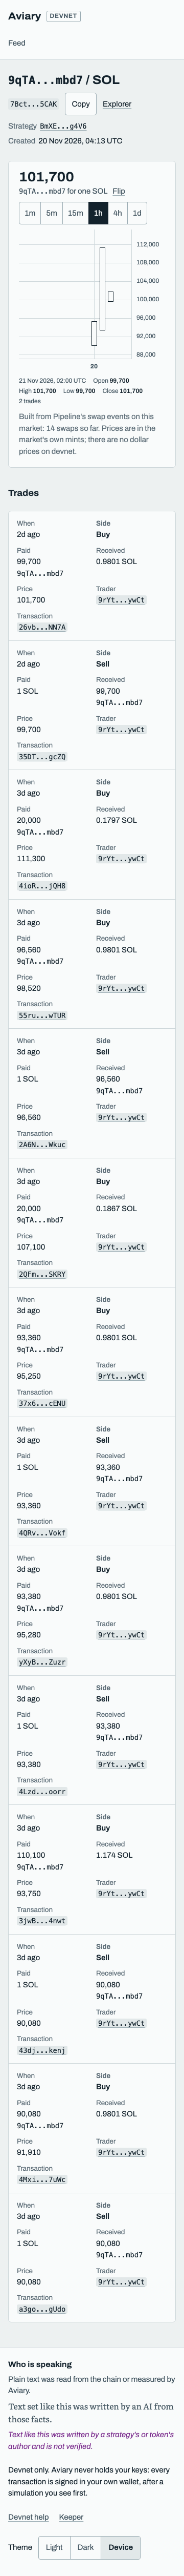 Aviary DEVNET
Feed
9qTA...mbd7 / SOL
78ct...5CAK Copy Explorer
Strategy BmXE...g4V6
Created 20 Nov 2026, 04:13 UTC
101,700
9qTA...mbd7 for one SOL Flip
1m 5m 15m 1h 4h 1d
112,000
108,000
104,000
100,000
96,000
92,000
88,000
20
21 Nov 2026, 02:00 UTC Open 99,700
High 101,700 Low 99,700 Close 101,700
2 trades
Built from Pipeline's swap events on this
market: 14 swaps so far. Prices are in the
market's own mints; there are no dollar
prices on devnet.
Trades
When Side
2d ago Buy
Paid Received
99,700 0.9801 SOL
9qTA...mbd7
Price Trader
101,700 9rYt...ywCt
Transaction
26vb...NN7A
When Side
2d ago Sell
Paid Received
1 SOL 99,700
9qTA...mbd7
Price Trader
99,700 9rYt...ywCt
Transaction
35DT...gcZQ
When Side
3d ago Buy
Paid Received
20,000 0.1797 SOL
9qTA...mbd7
Price Trader
111,300 9rYt...ywCt
Transaction
4ioR...jQH8
When Side
3d ago Buy
Paid Received
96,560 0.9801 SOL
9qTA...mbd7
Price Trader
98,520 9rYt...ywCt
Transaction
55ru...wTUR
When Side
3d ago Sell
Paid Received
1 SOL 96,560
9qTA...mbd7
Price Trader
96,560 9rYt...ywCt
Transaction
2A6N...Wkuc
When Side
3d ago Buy
Paid Received
20,000 0.1867 SOL
9qTA...mbd7
Price Trader
107,100 9rYt...ywCt
Transaction
2QFm...SKRY
When Side
3d ago Buy
Paid Received
93,360 0.9801 SOL
9qTA...mbd7
Price Trader
95,250 9rYt...ywCt
Transaction
37x6...cENU
When Side
3d ago Sell
Paid Received
1 SOL 93,360
9qTA...mbd7
Price Trader
93,360 9rYt...ywCt
Transaction
4QRv...Vokf
When Side
3d ago Buy
Paid Received
93,380 0.9801 SOL
9qTA...mbd7
Price Trader
95,280 9rYt...ywCt
Transaction
yXyB...Zuzr
When Side
3d ago Sell
Paid Received
1 SOL 93,380
9qTA...mbd7
Price Trader
93,380 9rYt...ywCt
Transaction
4Lzd...oorr
When Side
3d ago Buy
Paid Received
110,100 1.174 SOL
9qTA...mbd7
Price Trader
93,750 9rYt...ywCt
Transaction
3jwB...4nwt
When Side
3d ago Sell
Paid Received
1 SOL 90,080
9qTA...mbd7
Price Trader
90,080 9rYt...ywCt
Transaction
43dj...kenj
When Side
3d ago Buy
Paid Received
90,080 0.9801 SOL
9qTA...mbd7
Price Trader
91,910 9rYt...ywCt
Transaction
4Mxi...7uWc
When Side
3d ago Sell
Paid Received
1 SOL 90,080
9qTA...mbd7
Price Trader
90,080 9rYt...ywCt
Transaction
a3go...gUdo
Who is speaking
Plain text was read from the chain or measured by
Aviary.
Text set like this was written by an AI from
those facts.
Text like this was written by a strategy's or token's
author and is not verified.
Devnet only. Aviary never holds your keys: every
transaction is signed in your own wallet, after a
simulation you see first.
Devnet help Keeper
Theme Light Dark Device